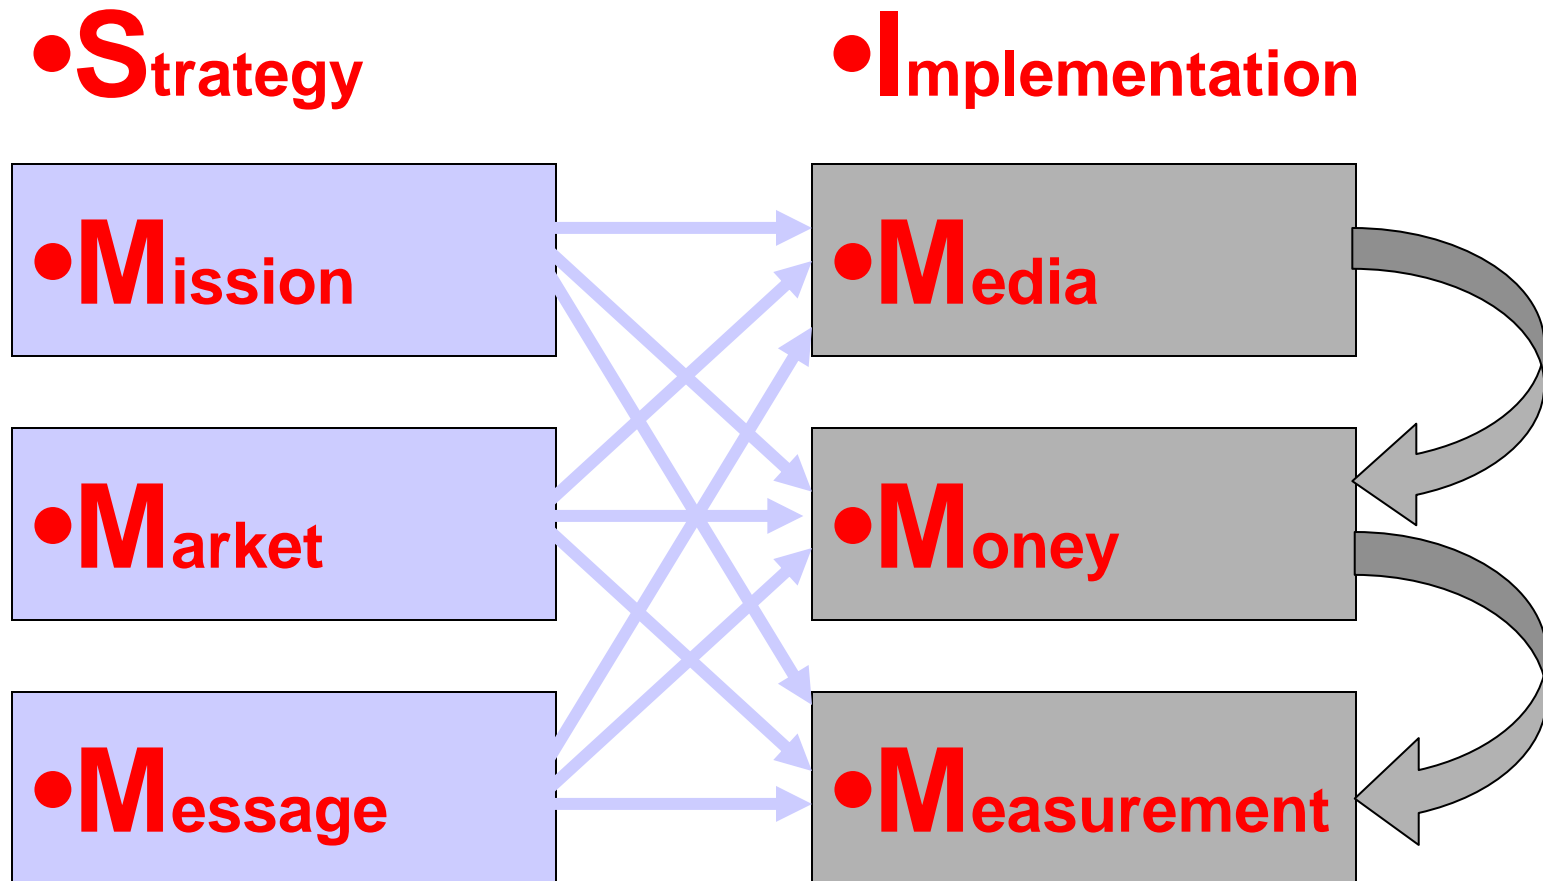 •Strategy
•Implementation
•Mission
•Media
•Market
•Money
•Message
•Measurement